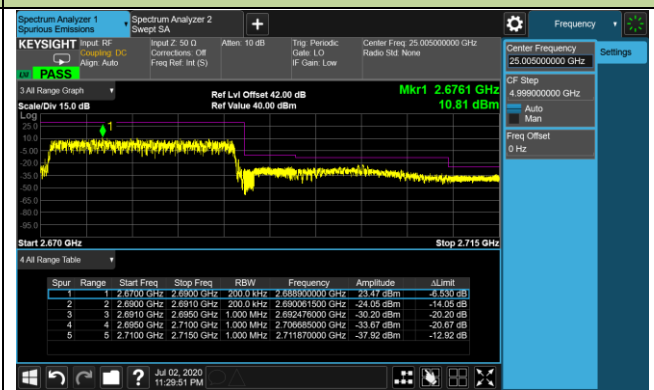 Spectrum Analyzer 1
Spurious Emissions
Spectrum Analyzer 2
Swept SA
+
Frequency
KEYSIGHT
Input: RF
Coupling: DC
Align: Auto
Input Z: 50 Ω
Corrections: Off
Freq Ref: Int (S)
Atten: 10 dB
Trig: Periodic
Gate: LO
IF Gain: Low
Center Freq: 25.005000000 GHz
Radio Std: None
LXI PASS
3 All Range Graph
Scale/Div 15.0 dB
Ref Lvl Offset 42.00 dB
Ref Value 40.00 dBm
Mkr1 2.6761 GHz
10.81 dBm
Log
25.0
10.0
-5.00
-20.0
-35.0
-50.0
-65.0
-80.0
-95.0
1
Start 2.670 GHz
Stop 2.715 GHz
4 All Range Table
Spur Range Start Freq Stop Freq RBW Frequency Amplitude ΔLimit
1 1 2.6700 GHz 2.6900 GHz 200.0 kHz 2.688900000 GHz 23.47 dBm -6.530 dB
2 2 2.6900 GHz 2.6910 GHz 200.0 kHz 2.690061500 GHz -24.05 dBm -14.05 dB
3 3 2.6910 GHz 2.6950 GHz 1.000 MHz 2.692476000 GHz -30.20 dBm -20.20 dB
4 4 2.6950 GHz 2.7100 GHz 1.000 MHz 2.706685000 GHz -33.67 dBm -20.67 dB
5 5 2.7100 GHz 2.7150 GHz 1.000 MHz 2.711870000 GHz -37.92 dBm -12.92 dB
Center Frequency
25.005000000 GHz
Settings
CF Step
4.999000000 GHz
Auto
Man
Freq Offset
0 Hz
?
Jul 02, 2020
11:29:51 PM